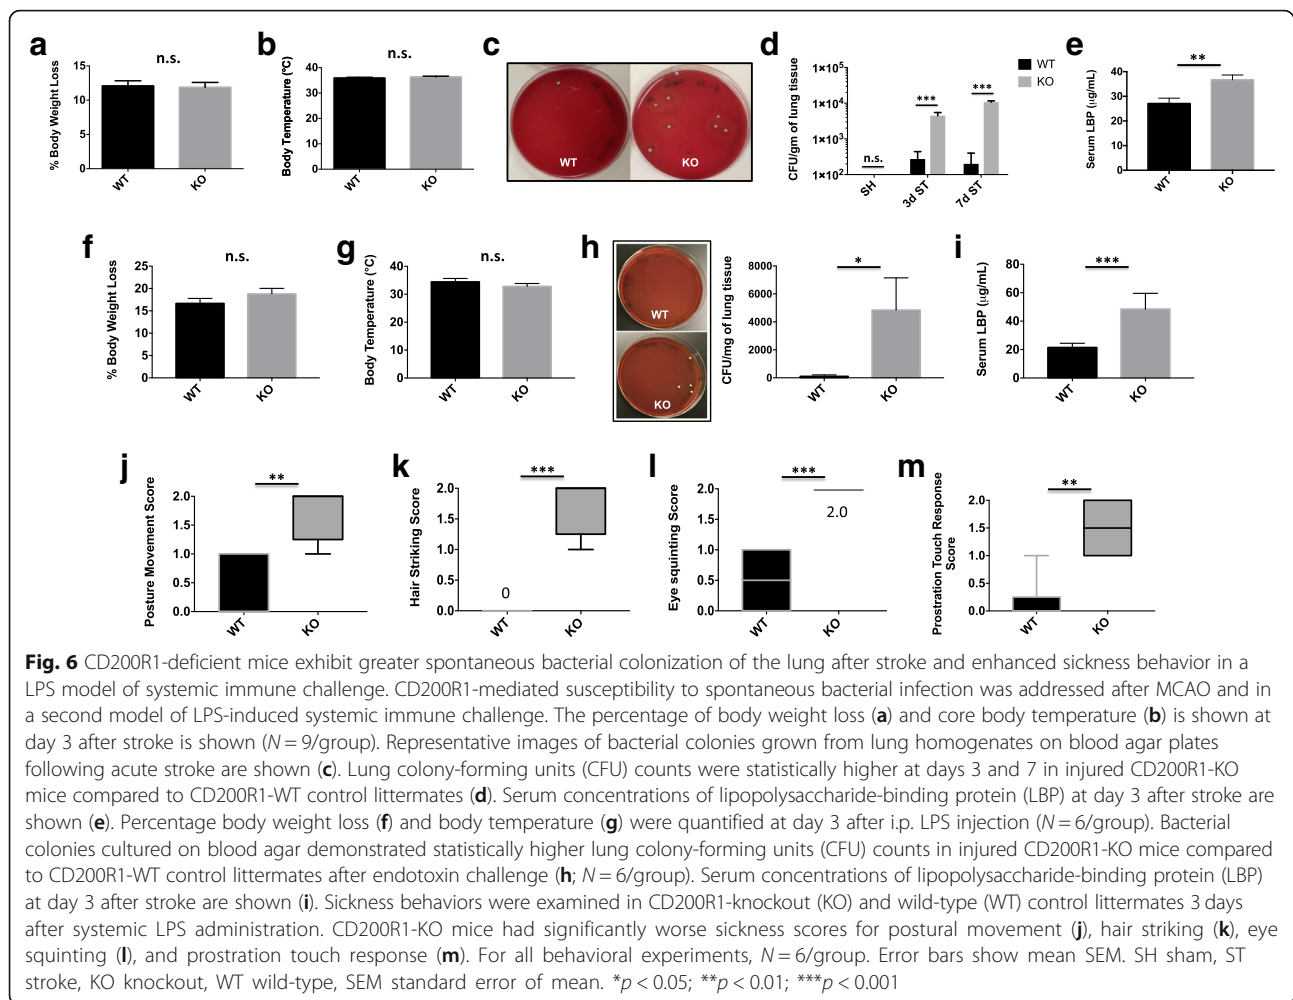 a
n.s.
% Body Weight Loss
15
10
5
0
WT
KO
b
n.s.
Body Temperature (°C)
40
30
20
10
0
WT
KO
c
WT
KO
d
CFU/gm of lung tissue
1×10^5
1×10^4
1×10^3
1×10^2
n.s.
***
***
SH
3d ST
7d ST
WT
KO
e
**
Serum LBP (μg/mL)
40
30
20
10
0
WT
KO
f
n.s.
% Body Weight Loss
25
20
15
10
5
0
WT
KO
g
n.s.
Body Temperature (°C)
40
30
20
10
0
WT
KO
h
WT
KO
*
CFU/mg of lung tissue
8000
6000
4000
2000
0
WT
KO
i
***
Serum LBP (μg/mL)
80
60
40
20
0
WT
KO
j
**
Posture Movement Score
2.0
1.5
1.0
0.5
0.0
WT
KO
k
***
Hair Striking Score
2.0
1.5
1.0
0.5
0.0
0
WT
KO
l
***
Eye squinting Score
2.0
1.5
1.0
0.5
0.0
2.0
WT
KO
m
**
Prostration Touch Response
Score
2.0
1.5
1.0
0.5
0.0
WT
KO
Fig. 6 CD200R1-deficient mice exhibit greater spontaneous bacterial colonization of the lung after stroke and enhanced sickness behavior in a
LPS model of systemic immune challenge. CD200R1-mediated susceptibility to spontaneous bacterial infection was addressed after MCAO and in
a second model of LPS-induced systemic immune challenge. The percentage of body weight loss (a) and core body temperature (b) is shown at
day 3 after stroke is shown (N = 9/group). Representative images of bacterial colonies grown from lung homogenates on blood agar plates
following acute stroke are shown (c). Lung colony-forming units (CFU) counts were statistically higher at days 3 and 7 in injured CD200R1-KO
mice compared to CD200R1-WT control littermates (d). Serum concentrations of lipopolysaccharide-binding protein (LBP) at day 3 after stroke are
shown (e). Percentage body weight loss (f) and body temperature (g) were quantified at day 3 after i.p. LPS injection (N = 6/group). Bacterial
colonies cultured on blood agar demonstrated statistically higher lung colony-forming units (CFU) counts in injured CD200R1-KO mice compared
to CD200R1-WT control littermates after endotoxin challenge (h; N = 6/group). Serum concentrations of lipopolysaccharide-binding protein (LBP)
at day 3 after stroke are shown (i). Sickness behaviors were examined in CD200R1-knockout (KO) and wild-type (WT) control littermates 3 days
after systemic LPS administration. CD200R1-KO mice had significantly worse sickness scores for postural movement (j), hair striking (k), eye
squinting (l), and prostration touch response (m). For all behavioral experiments, N = 6/group. Error bars show mean SEM. SH sham, ST
stroke, KO knockout, WT wild-type, SEM standard error of mean. *p < 0.05; **p < 0.01; ***p < 0.001